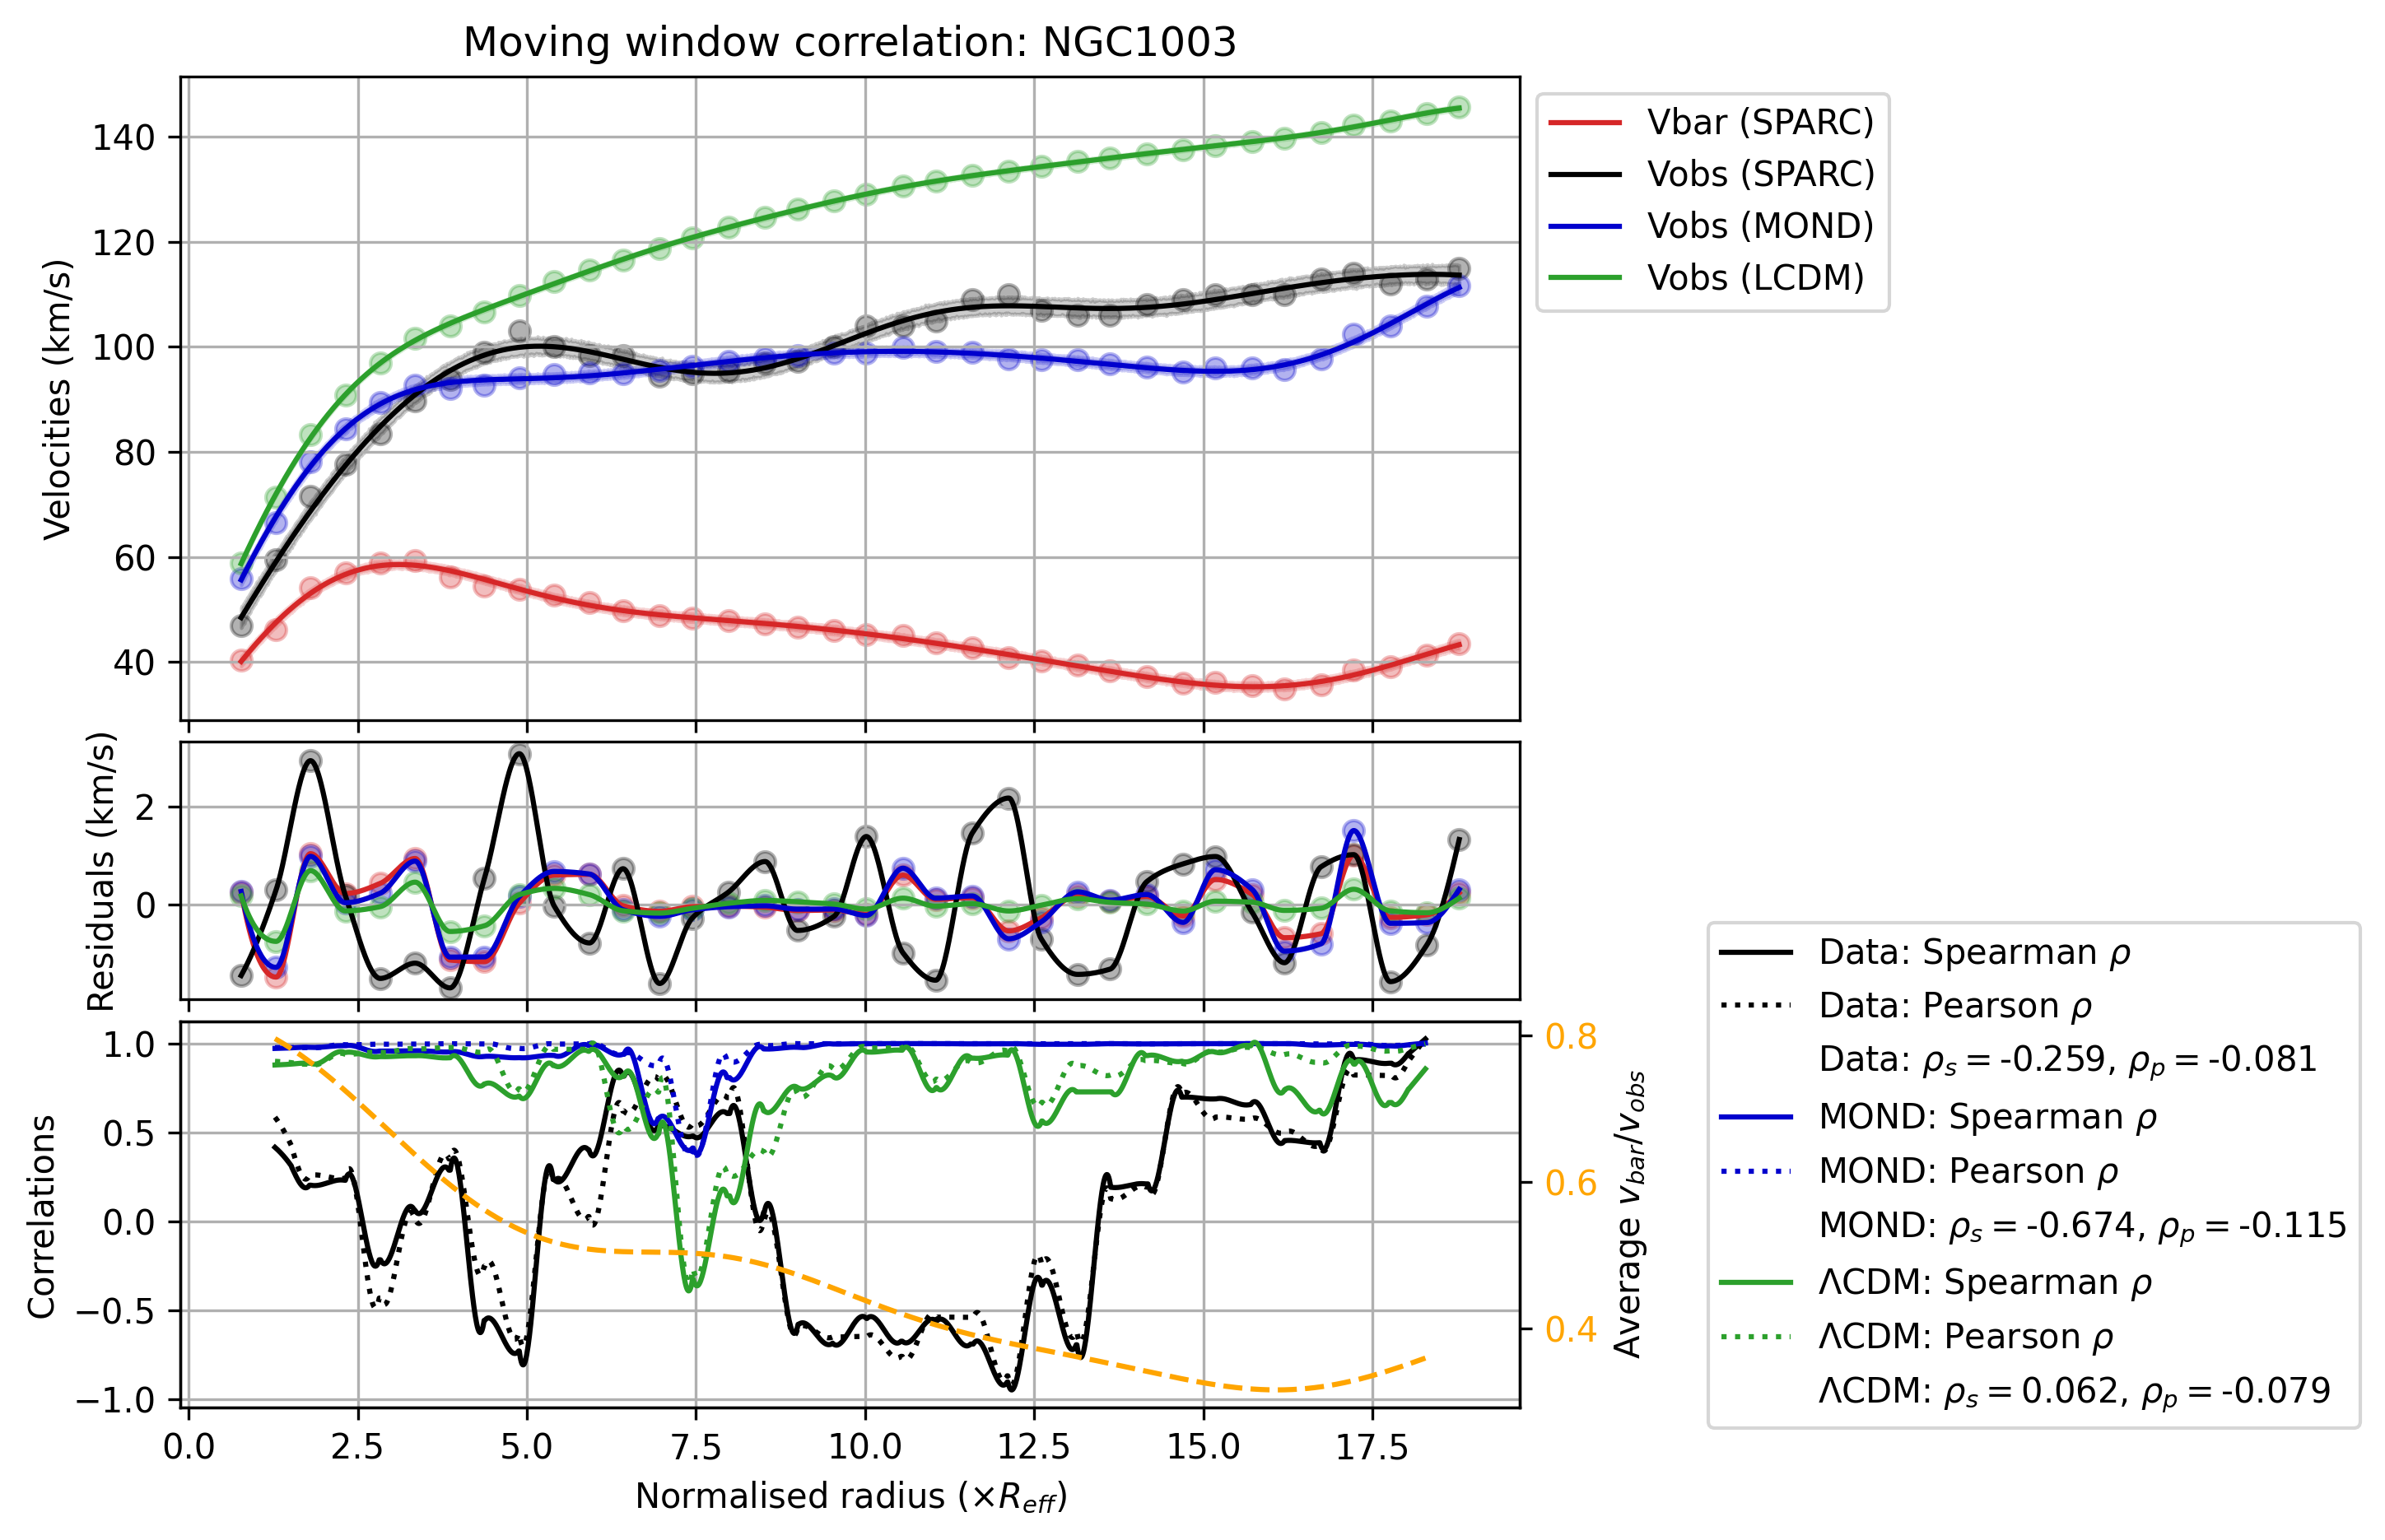 Moving window correlation: NGC1003
Velocities (km/s)
140
120
100
80
60
40
Vbar (SPARC)
Vobs (SPARC)
Vobs (MOND)
Vobs (LCDM)
Residuals (km/s)
2
0
Correlations
1.0
0.5
0.0
−0.5
−1.0
0.8
0.6
0.4
Average v_bar/v_obs
0.0 2.5 5.0 7.5 10.0 12.5 15.0 17.5
Normalised radius (×R_eff)
Data: Spearman ρ
Data: Pearson ρ
Data: ρ_s = -0.259, ρ_p = -0.081
MOND: Spearman ρ
MOND: Pearson ρ
MOND: ρ_s = -0.674, ρ_p = -0.115
ΛCDM: Spearman ρ
ΛCDM: Pearson ρ
ΛCDM: ρ_s = 0.062, ρ_p = -0.079